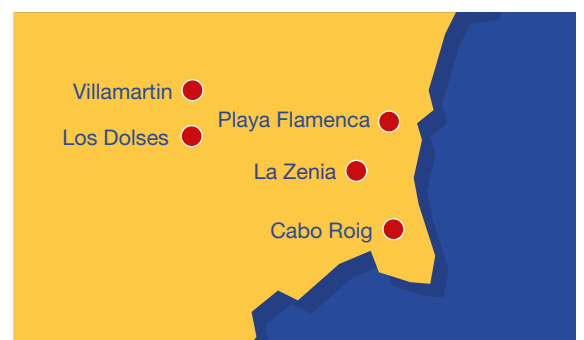 Villamartin
Playa Flamenca
Los Dolses
La Zenia
Cabo Roig